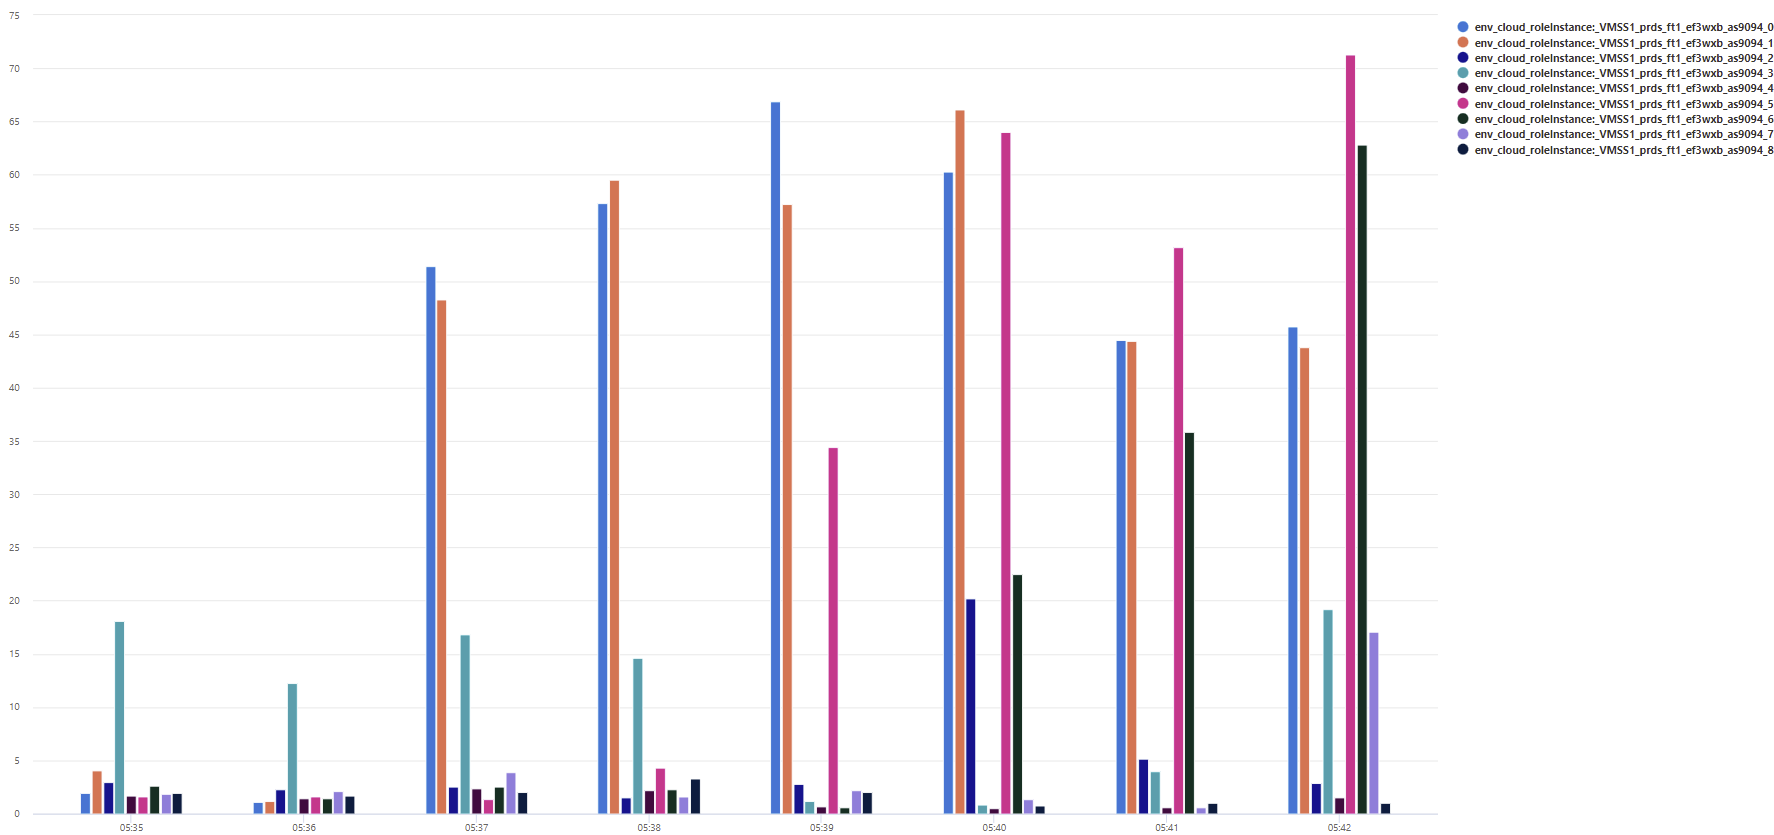 75
70
65
60
55
50
45
40
35
30
25
20
15
10
5
0
05:35
05:36
05:37
05:38
05:39
05:40
05:41
05:42
env_cloud_roleInstance:_VMSS1_prds_ft1_ef3wxb_as9094_0
env_cloud_roleInstance:_VMSS1_prds_ft1_ef3wxb_as9094_1
env_cloud_roleInstance:_VMSS1_prds_ft1_ef3wxb_as9094_2
env_cloud_roleInstance:_VMSS1_prds_ft1_ef3wxb_as9094_3
env_cloud_roleInstance:_VMSS1_prds_ft1_ef3wxb_as9094_4
env_cloud_roleInstance:_VMSS1_prds_ft1_ef3wxb_as9094_5
env_cloud_roleInstance:_VMSS1_prds_ft1_ef3wxb_as9094_6
env_cloud_roleInstance:_VMSS1_prds_ft1_ef3wxb_as9094_7
env_cloud_roleInstance:_VMSS1_prds_ft1_ef3wxb_as9094_8